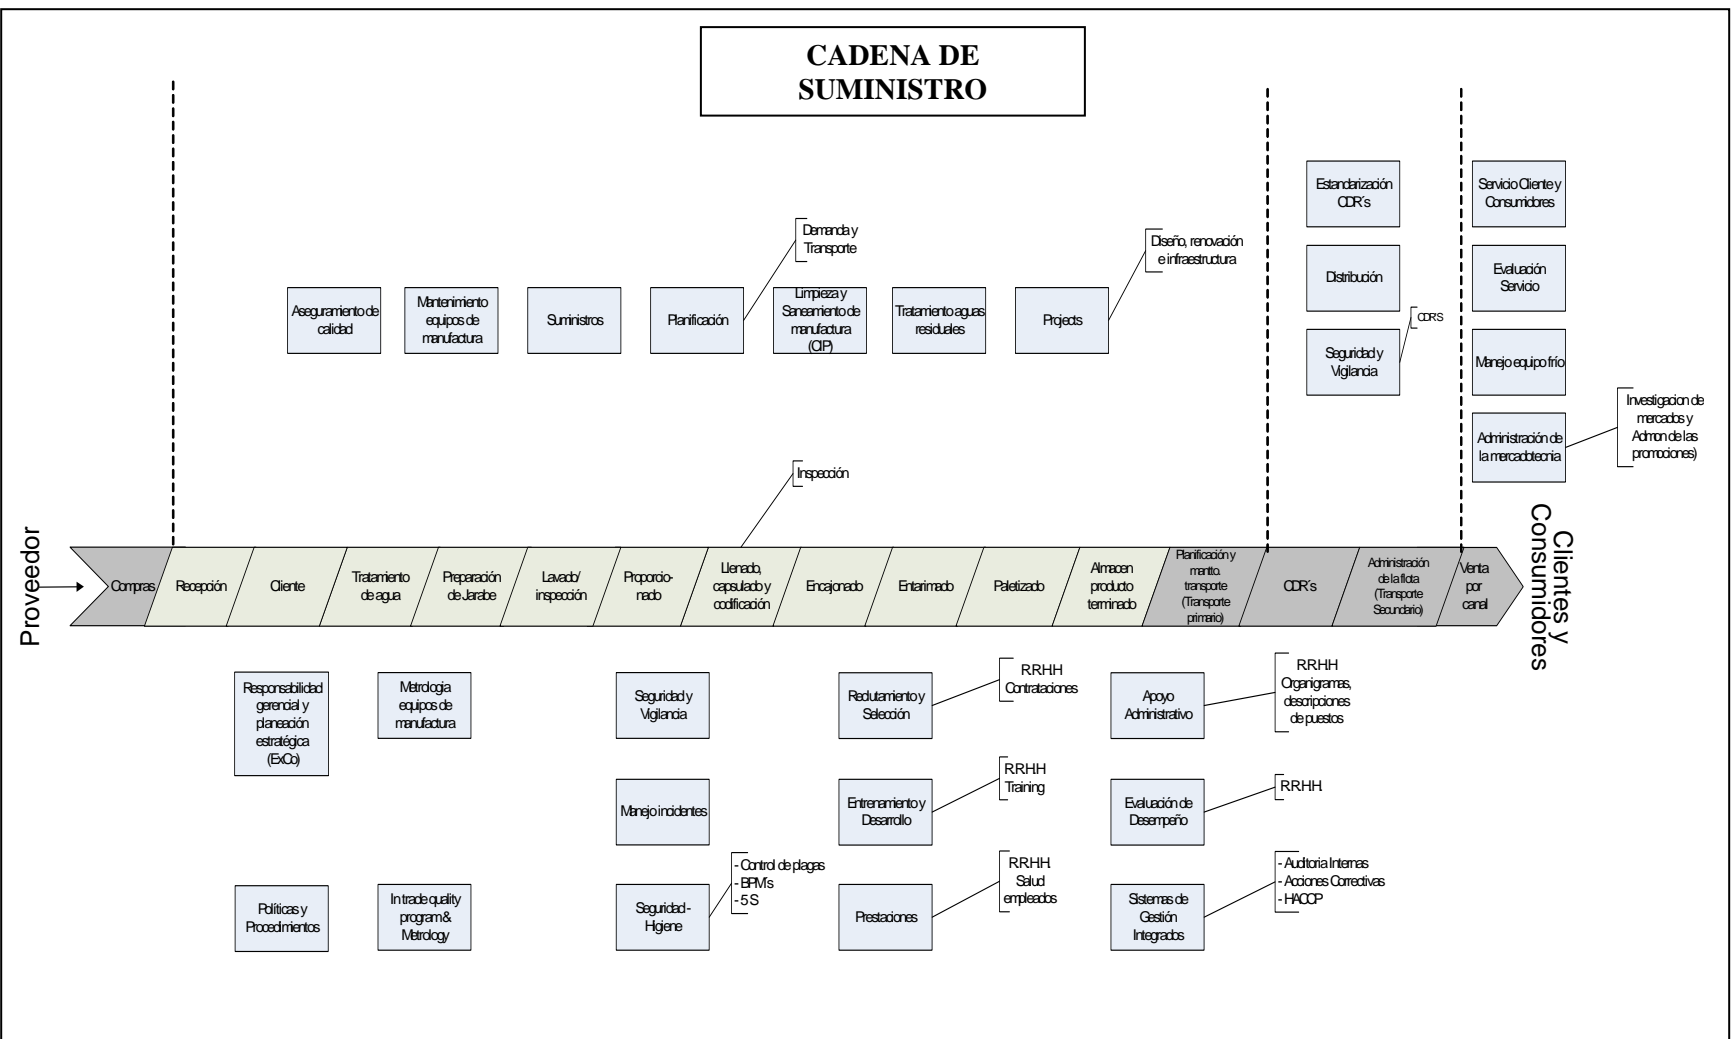 CADENA DE
SUMINISTRO
Estandarización
CDR´s
Servicio Cliente y
Consumidores
Demanda y
Transporte
Diseño, renovación
e infraestructura
Distribución
Evaluación
Servicio
Aseguramiento de
calidad
Mantenimiento
equipos de
manufactura
Suministros
Planificación
Limpieza y
Saneamiento de
manufactura
(CIP)
Tratamiento aguas
residuales
Projects
CDR'S
Seguridad y
Vigilancia
Manejo equipo frío
Investigacion de
mercados y
Admon de las
promociones)
Administración de
la mercadotecnia
Inspección
Proveedor
Compras
Recepción
Cliente
Tratamiento
de agua
Preparación
de Jarabe
Lavado/
inspección
Proporcio-
nado
Llenado,
capsulado y
codificación
Encajonado
Entarimado
Paletizado
Almacen
producto
terminado
Planificación y
mantto.
transporte
(Transporte
primario)
CDR´s
Administración
de la flota
(Transporte
Secundario)
Venta
por
canal
Clientes y
Consumidores
Responsabilidad
gerencial y
planeación
estratégica
(ExCo)
Metrologia
equipos de
manufactura
Seguridad y
Vigilancia
Reclutamiento y
Selección
R.R.H.H
Contrataciones
Apoyo
Administrativo
R.R.H.H
Organigramas,
descripciones
de puestos
Manejo incidentes
Entrenamiento y
Desarrollo
R.R.H.H
Training
Evaluación de
Desempeño
R.R.H.H.
Políticas y
Procedimientos
In trade quality
program &
Metrology
Seguridad -
Higiene
- Control de plagas
- BPM´s
- 5 S
Prestaciones
R.R.H.H.
Salud
empleados
Sistemas de
Gestión
Integrados
- Auditoria Internas
- Acciones Correctivas
- HACCP